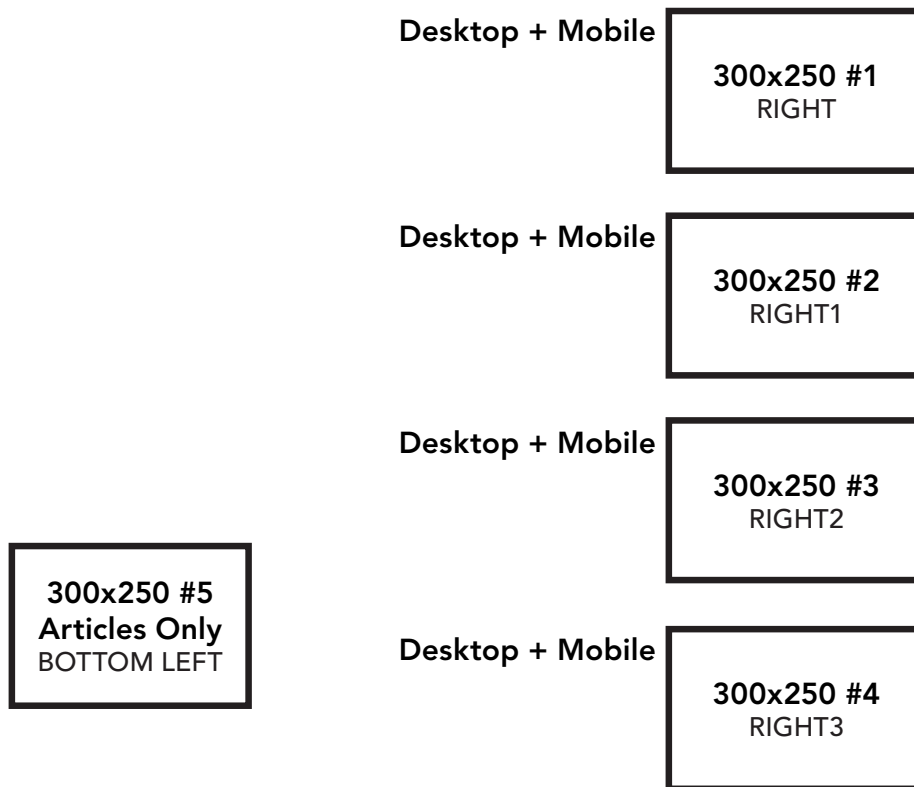 Desktop + Mobile
300x250 #1
RIGHT
Desktop + Mobile
300x250 #2
RIGHT1
Desktop + Mobile
300x250 #3
RIGHT2
300x250 #5
Articles Only
BOTTOM LEFT
Desktop + Mobile
300x250 #4
RIGHT3